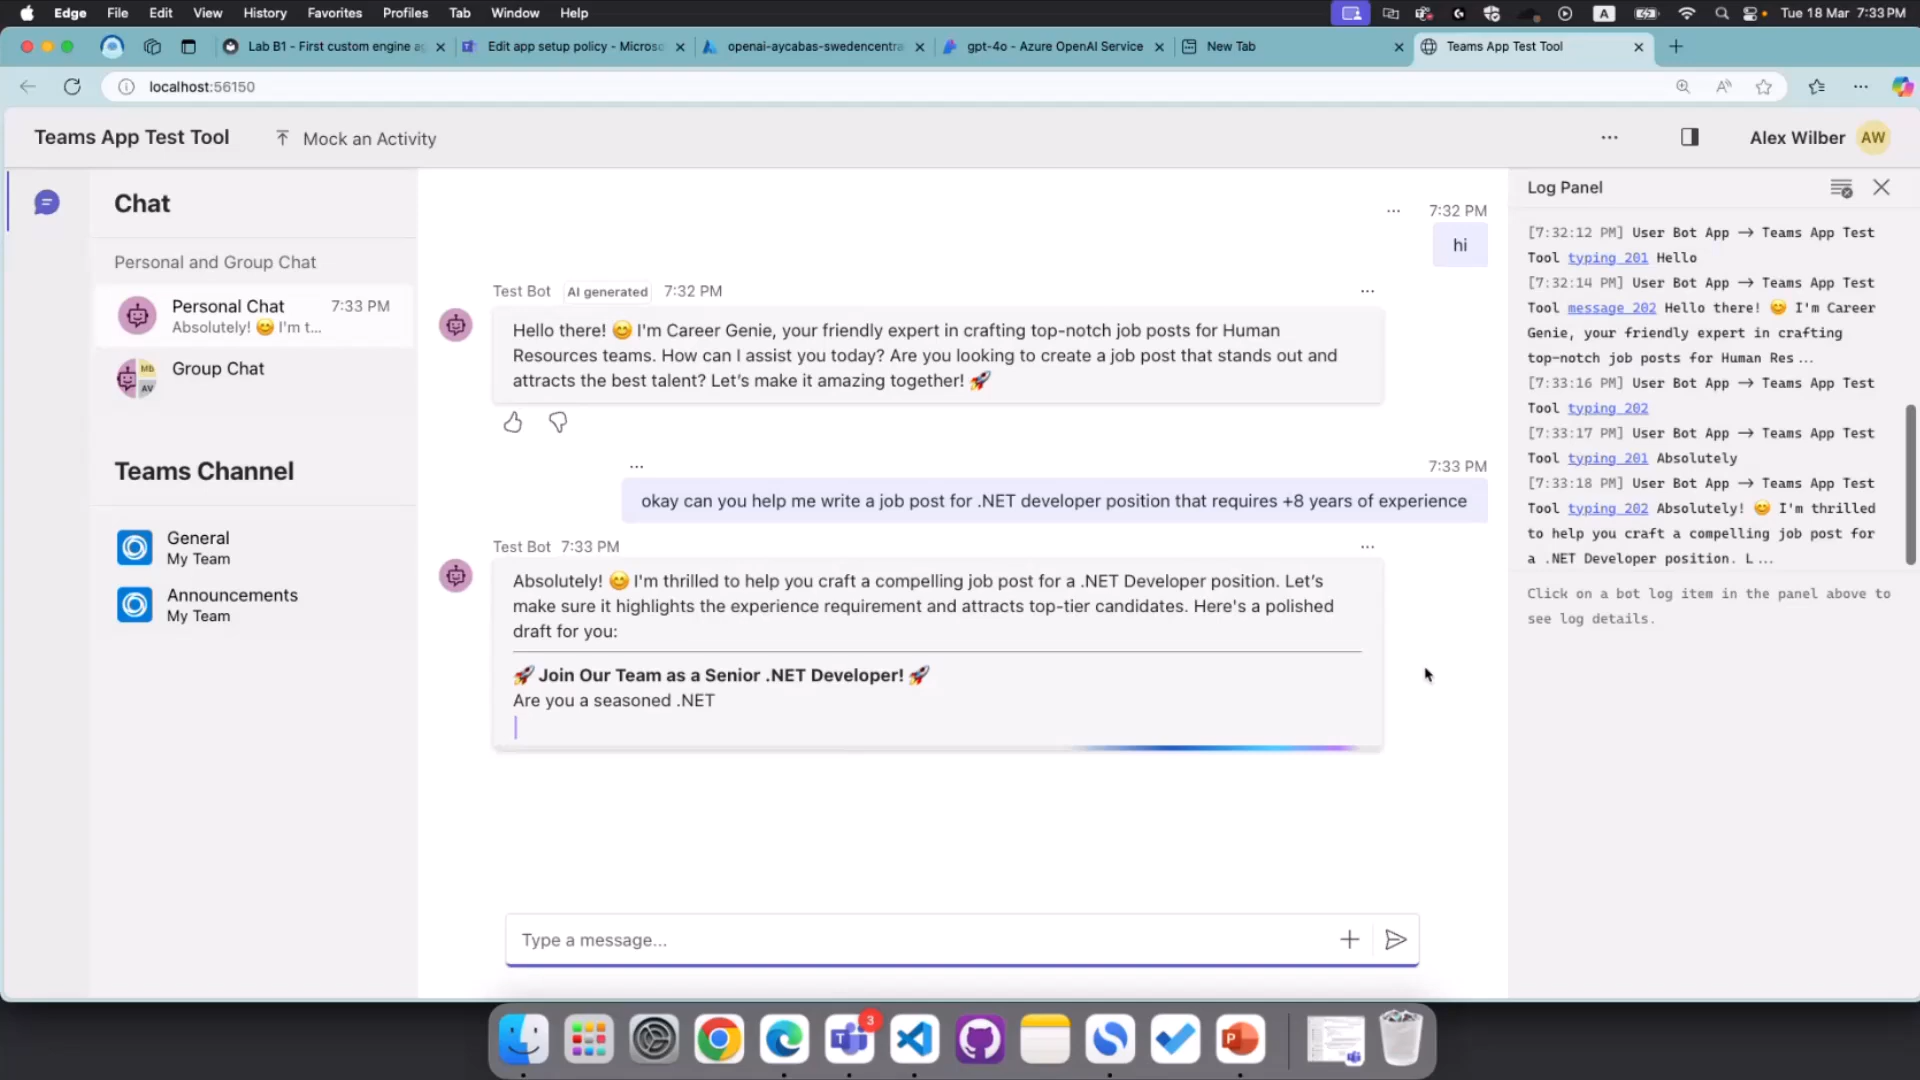 Edge File Edit View History Favorites Profiles Tab Window Help
A
Tue 18 Mar 7:33 PM
Lab B1 - First custom engine ag
Edit app setup policy - Microso
openai-aycabas-swedencentra
gpt-4o - Azure OpenAI Service
New Tab
Teams App Test Tool
localhost:56150
Teams App Test Tool
Mock an Activity
Alex Wilber
AW
Chat
Personal and Group Chat
Personal Chat 7:33 PM
Absolutely! 😊 I'm t...
Mb
AV
Group Chat
Teams Channel
General
My Team
Announcements
My Team
7:32 PM
hi
Test Bot AI generated 7:32 PM
Hello there! 😊 I'm Career Genie, your friendly expert in crafting top-notch job posts for Human
Resources teams. How can I assist you today? Are you looking to create a job post that stands out and
attracts the best talent? Let's make it amazing together! 🚀
7:33 PM
okay can you help me write a job post for .NET developer position that requires +8 years of experience
Test Bot 7:33 PM
Absolutely! 😊 I'm thrilled to help you craft a compelling job post for a .NET Developer position. Let's
make sure it highlights the experience requirement and attracts top-tier candidates. Here's a polished
draft for you:
🚀 Join Our Team as a Senior .NET Developer! 🚀
Are you a seasoned .NET
Type a message...
Log Panel
[7:32:12 PM] User Bot App → Teams App Test
Tool typing 201 Hello
[7:32:14 PM] User Bot App → Teams App Test
Tool message 202 Hello there! 😊 I'm Career
Genie, your friendly expert in crafting
top-notch job posts for Human Res...
[7:33:16 PM] User Bot App → Teams App Test
Tool typing 202
[7:33:17 PM] User Bot App → Teams App Test
Tool typing 201 Absolutely
[7:33:18 PM] User Bot App → Teams App Test
Tool typing 202 Absolutely! 😊 I'm thrilled
to help you craft a compelling job post for
a .NET Developer position. L...
Click on a bot log item in the panel above to
see log details.
3